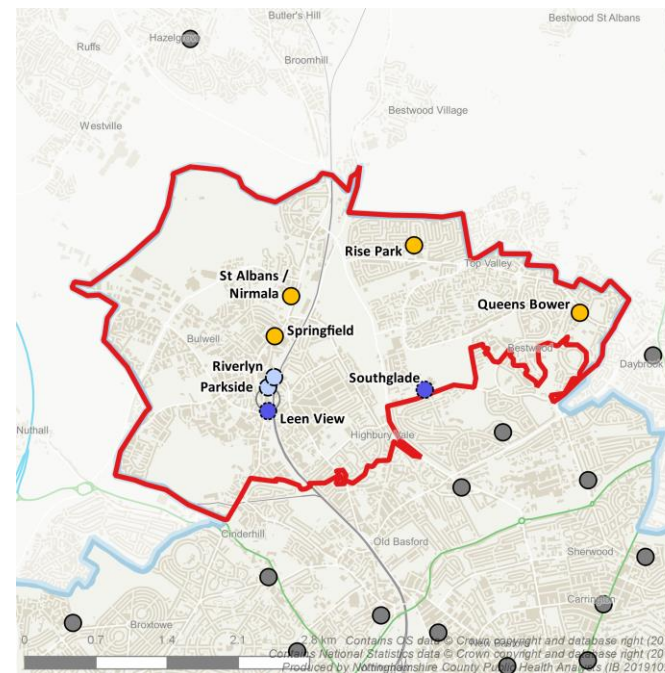 Butler's Hill
Bestwood St Albans
Hazelgrove
Ruffs
Broomhill
Bestwood Village
Westville
Rise Park
Top Valley
St Albans /
Nirmala
Queens Bower
Springfield
Bulwell
Bestwood
Riverlyn
Daybrook
Parkside
Southglade
Leen View
Nuthall
Highbury Vale
Cinderhill
Old Basford
Sherwood
Carrington
Broxtowe
0 0.7 1.4 2.1 2.8 km
Contains OS data © Crown copyright and database right (20
Contains National Statistics data © Crown copyright and database right (20
Produced by Nottinghamshire County Public Health Analysts (IB 201910